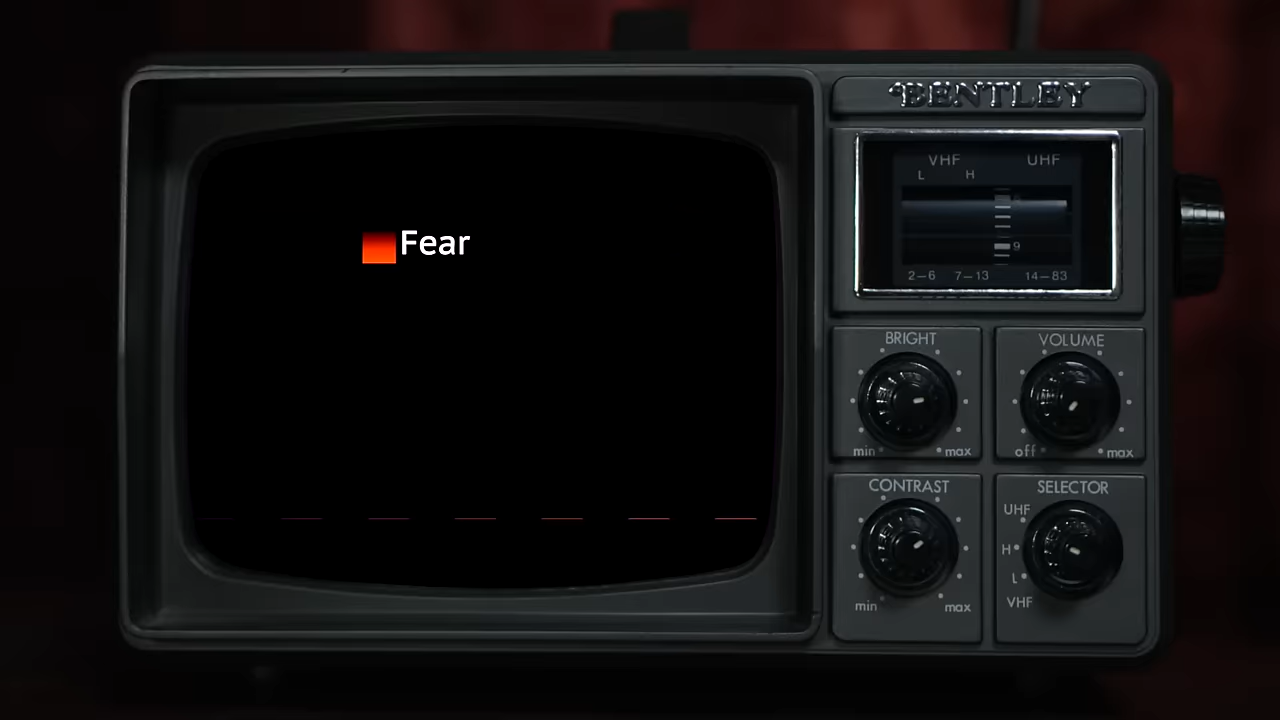 Fear
BENTLEY
VHF UHF
L H
9
2–6 7–13 14–83
BRIGHT
min max
VOLUME
off max
CONTRAST
min max
SELECTOR
UHF
H
L
VHF